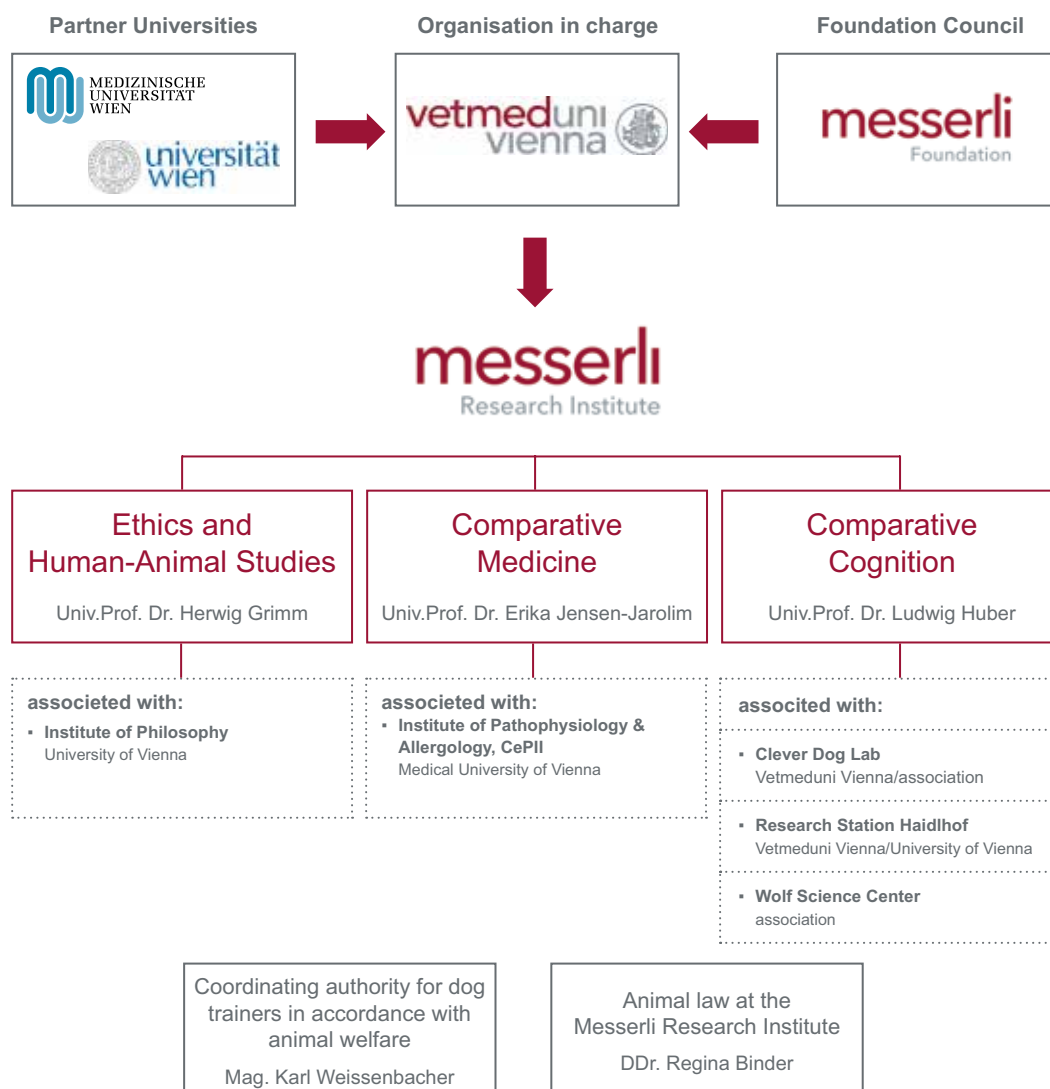 Partner Universities
Organisation in charge
Foundation Council
MEDIZINISCHE
UNIVERSITÄT
WIEN
universität
wien
vetmeduni
vienna
messerli
Foundation
messerli
Research Institute
Ethics and
Human-Animal Studies
Univ.Prof. Dr. Herwig Grimm
Comparative
Medicine
Univ.Prof. Dr. Erika Jensen-Jarolim
Comparative
Cognition
Univ.Prof. Dr. Ludwig Huber
associeted with:
▪ Institute of Philosophy
University of Vienna
associeted with:
▪ Institute of Pathophysiology &
Allergology, CePII
Medical University of Vienna
associted with:
▪ Clever Dog Lab
Vetmeduni Vienna/association
▪ Research Station Haidlhof
Vetmeduni Vienna/University of Vienna
▪ Wolf Science Center
association
Coordinating authority for dog
trainers in accordance with
animal welfare
Mag. Karl Weissenbacher
Animal law at the
Messerli Research Institute
DDr. Regina Binder